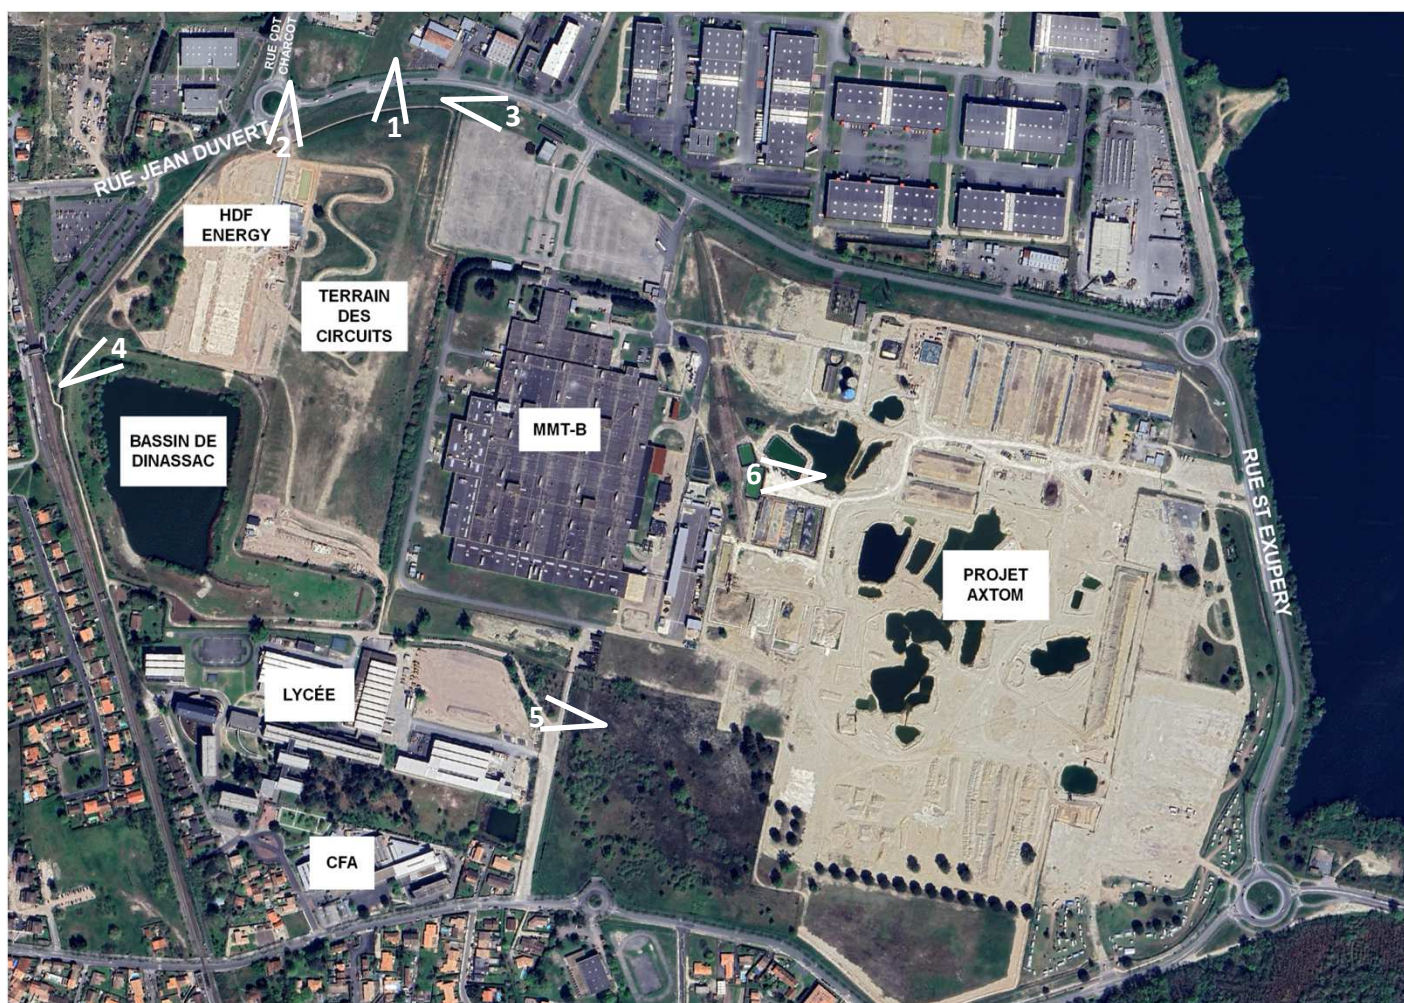 RUE CDT
CHARCOT
1
2
3
RUE JEAN DUVERT
HDF
ENERGY
TERRAIN
DES
CIRCUITS
4
BASSIN DE
DINASSAC
MMT-B
6
RUE ST EXUPERY
PROJET
AXTOM
LYCÉE
5
CFA